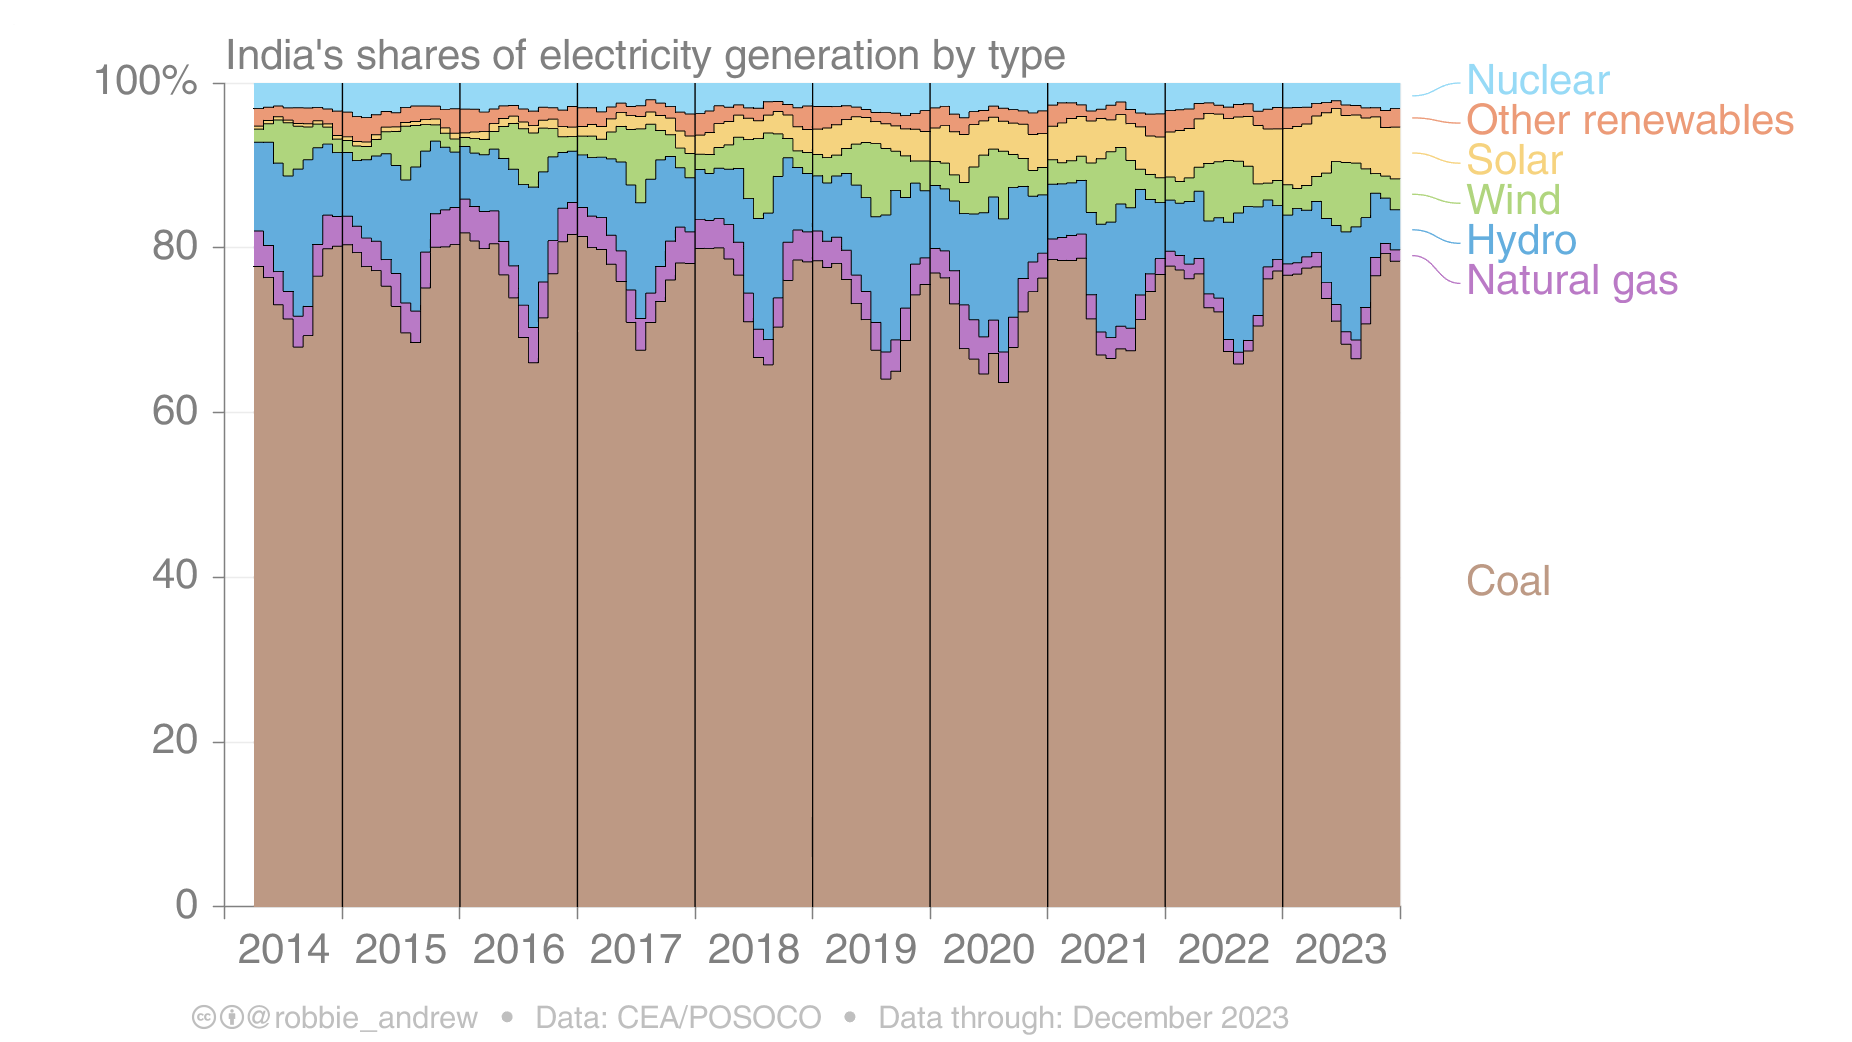 India's shares of electricity generation by type
100%
80
60
40
20
0
2014 2015 2016 2017 2018 2019 2020 2021 2022 2023
Nuclear
Other renewables
Solar
Wind
Hydro
Natural gas
Coal
@robbie_andrew • Data: CEA/POSOCO • Data through: December 2023